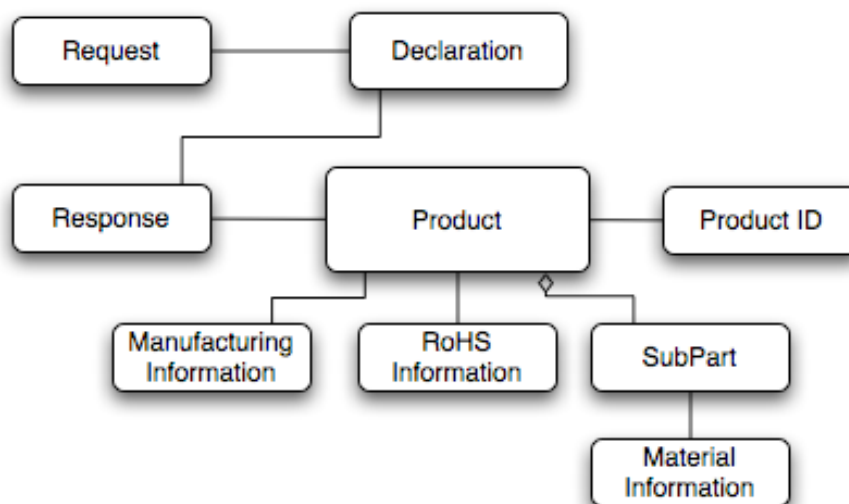 Request
Declaration
Response
Product
Product ID
Manufacturing
Information
RoHS
Information
SubPart
Material
Information